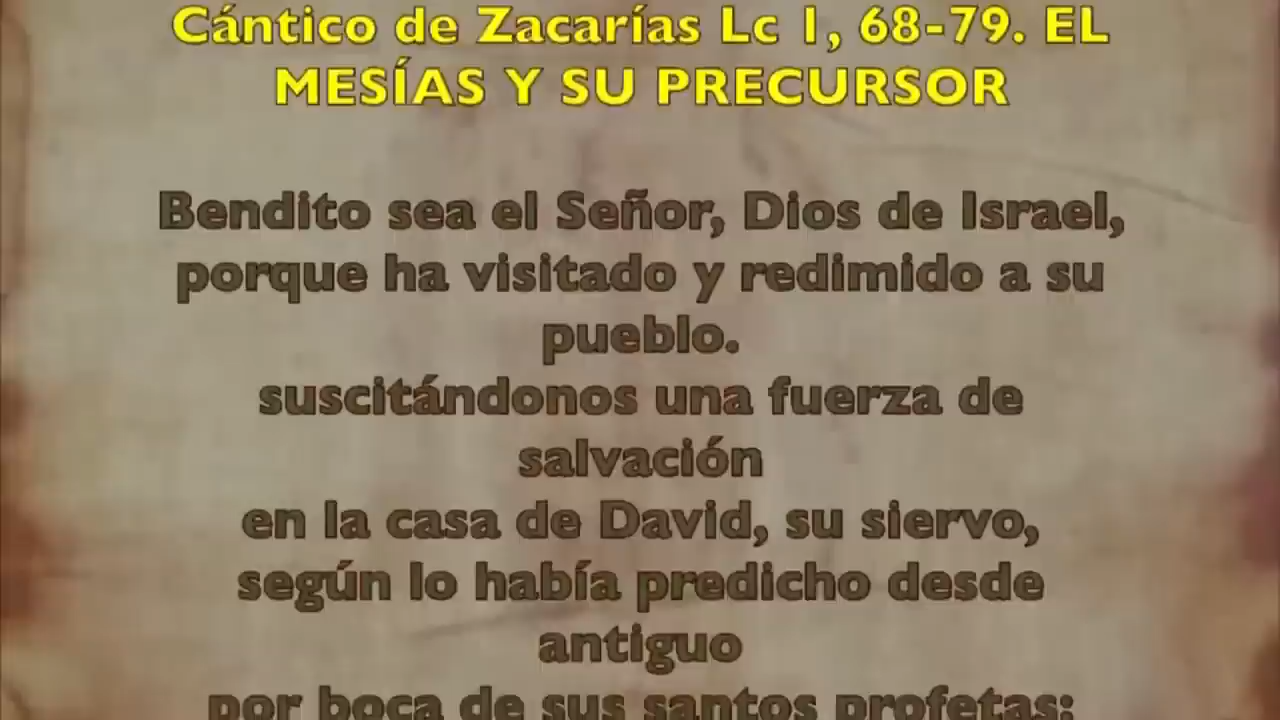 Cántico de Zacarías Lc 1, 68-79. EL
MESÍAS Y SU PRECURSOR
Bendito sea el Señor, Dios de Israel,
porque ha visitado y redimido a su
pueblo.
suscitándonos una fuerza de
salvación
en la casa de David, su siervo,
según lo había predicho desde
antiguo
por boca de sus santos profetas: